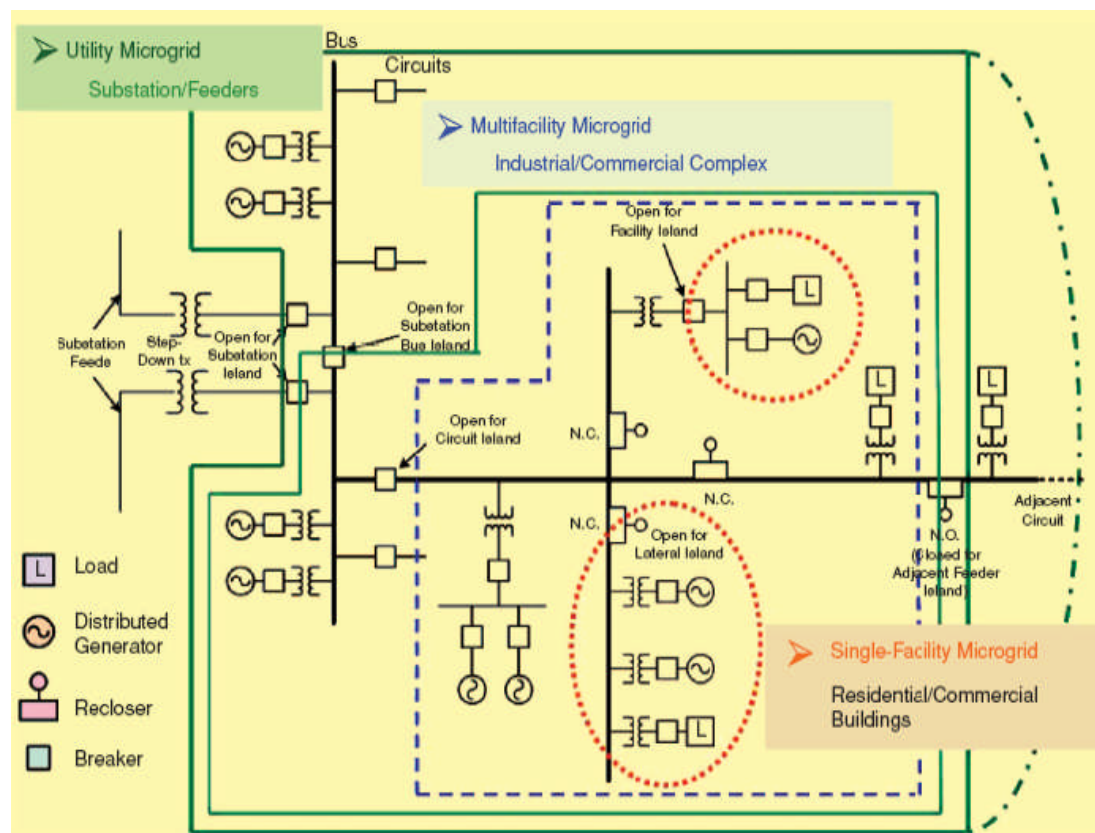 Utility Microgrid
Substation/Feeders
Bus
Circuits
Multifacility Microgrid
Industrial/Commercial Complex
Open for
Facility Island
L
Substation
Feeds
Step-
Down tx
Open for
Substation
Island
Open for
Substation
Bus Island
Open for
Circuit Island
N.C.
L
L
N.C.
N.C.
Open for
Lateral Island
Adjacent
Circuit
N.O.
(Closed for
Adjacent Feeder
Island)
L
L
Load
Distributed
Generator
Recloser
Breaker
Single-Facility Microgrid
Residential/Commercial
Buildings